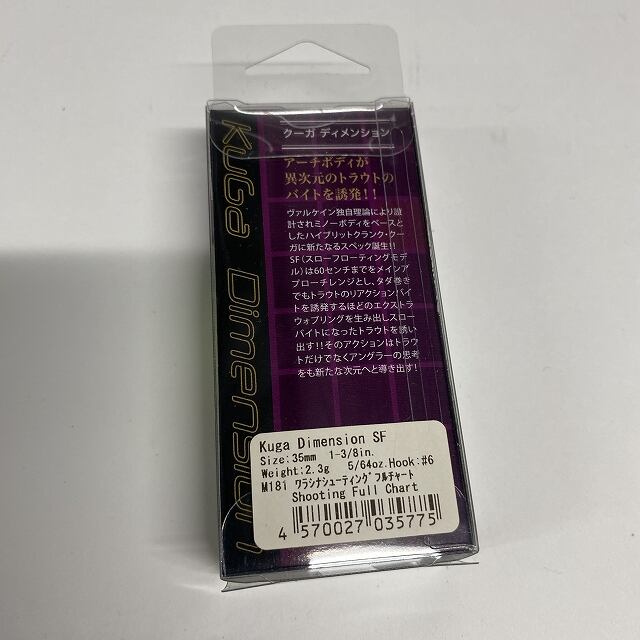 Kuga Dimension
クーガ ディメンション
アーチボディが
異次元のトラウトの
バイトを誘発!!
ヴァルケイン独自理論により設
計されミノーボディをベースと
したハイブリットクランク・クー
ガに新たなるスペック誕生!!
SF(スローフローティングモデ
ル)は60センチまでをメインア
プローチレンジとし、タダ巻き
でもトラウトのリアクションバイ
トを誘発するほどのエクストラ
ウォブリングを生み出しスロー
バイトになったトラウトを誘い
出す!!そのアクションはトラウ
トだけでなくアングラーの思考
をも新たな次元へと導き出す!
Kuga Dimension SF
Size:35mm 1-3/8in.
Weight:2.3g 5/64oz.Hook:#6
M181 ワラシナシューティングフルチャート
Shooting Full Chart
4 570027 035775